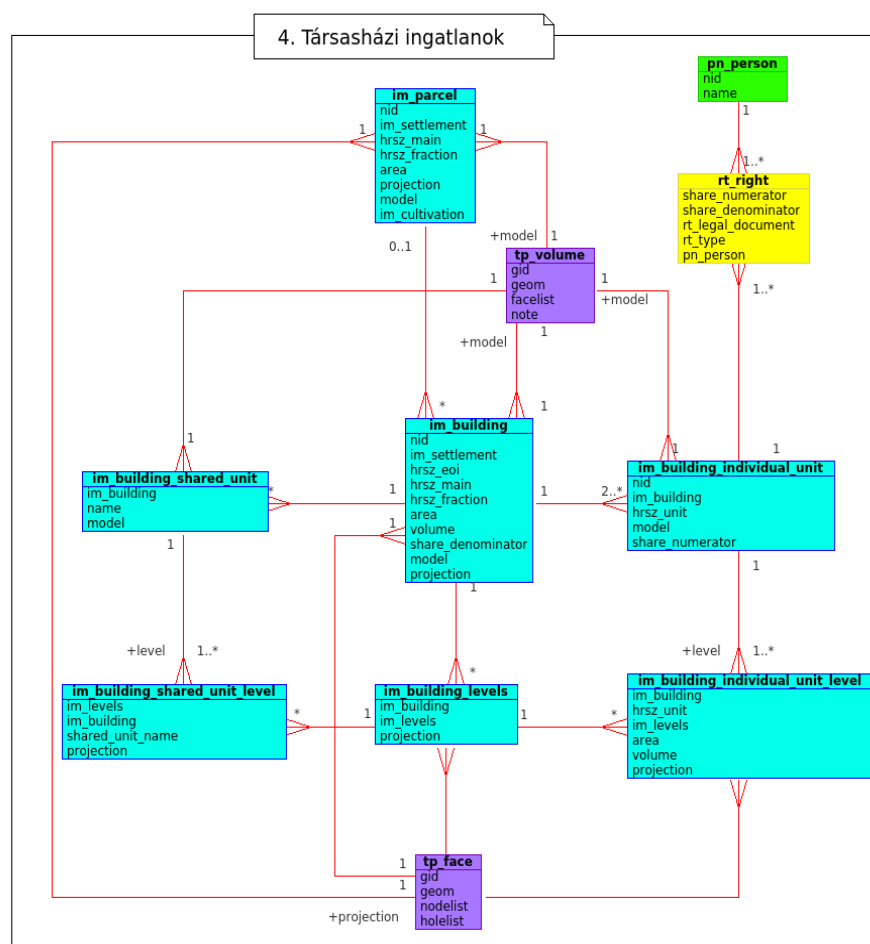 4. Társasházi ingatlanok
pn_person
nid
name
1
1..*
im_parcel
nid
im_settlement
hrsz_main
hrsz_fraction
area
projection
model
im_cultivation
1
1
0..1
rt_right
share_numerator
share_denominator
rt_legal_document
rt_type
pn_person
1..*
+model
1
tp_volume
gid
geom
facelist
note
1
1
+model
+model
1
*
1
1
1
1
im_building
nid
im_settlement
hrsz_eoi
hrsz_main
hrsz_fraction
area
volume
share_denominator
model
projection
im_building_shared_unit
im_building
name
model
*
1
1
2..*
1
1
im_building_individual_unit
nid
im_building
hrsz_unit
model
share_numerator
1
1
1
*
+level
1..*
+level
1..*
im_building_shared_unit_level
im_levels
im_building
shared_unit_name
projection
*
1
im_building_levels
im_building
im_levels
projection
1
*
im_building_individual_unit_level
im_building
hrsz_unit
im_levels
area
volume
projection
1
1
+projection
tp_face
gid
geom
nodelist
holelist